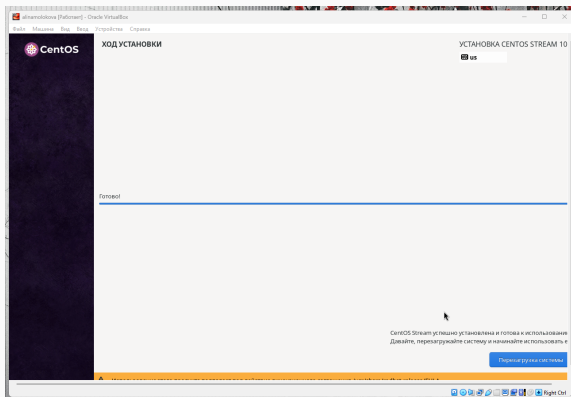 alinamolokova [Работает] - Oracle VirtualBox
Файл Машина Вид Ввод Устройства Справка
CentOS
ХОД УСТАНОВКИ
УСТАНОВКА CENTOS STREAM 10
us
Готово!
CentOS Stream успешно установлена и готова к использование
Давайте, перезагружайте систему и начинайте использовать е
Перезагрузка системы
Right Ctrl